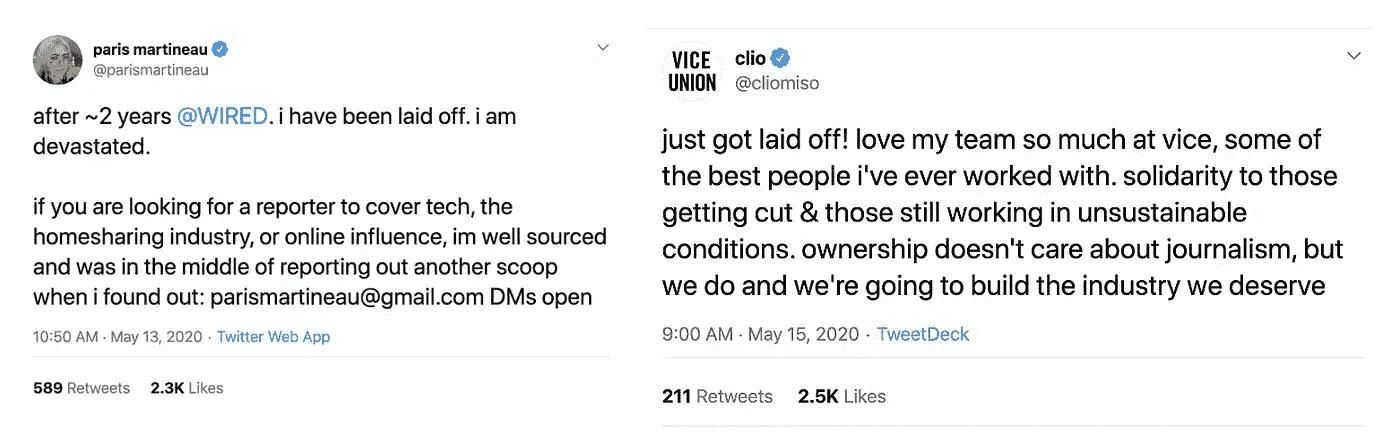 paris martineau
@parismartineau
after ~2 years @WIRED. i have been laid off. i am
devastated.
if you are looking for a reporter to cover tech, the
homesharing industry, or online influence, im well sourced
and was in the middle of reporting out another scoop
when i found out: parismartineau@gmail.com DMs open
10:50 AM · May 13, 2020 · Twitter Web App
589 Retweets 2.3K Likes
VICE
UNION
clio
@cliomiso
just got laid off! love my team so much at vice, some of
the best people i've ever worked with. solidarity to those
getting cut & those still working in unsustainable
conditions. ownership doesn't care about journalism, but
we do and we're going to build the industry we deserve
9:00 AM · May 15, 2020 · TweetDeck
211 Retweets 2.5K Likes